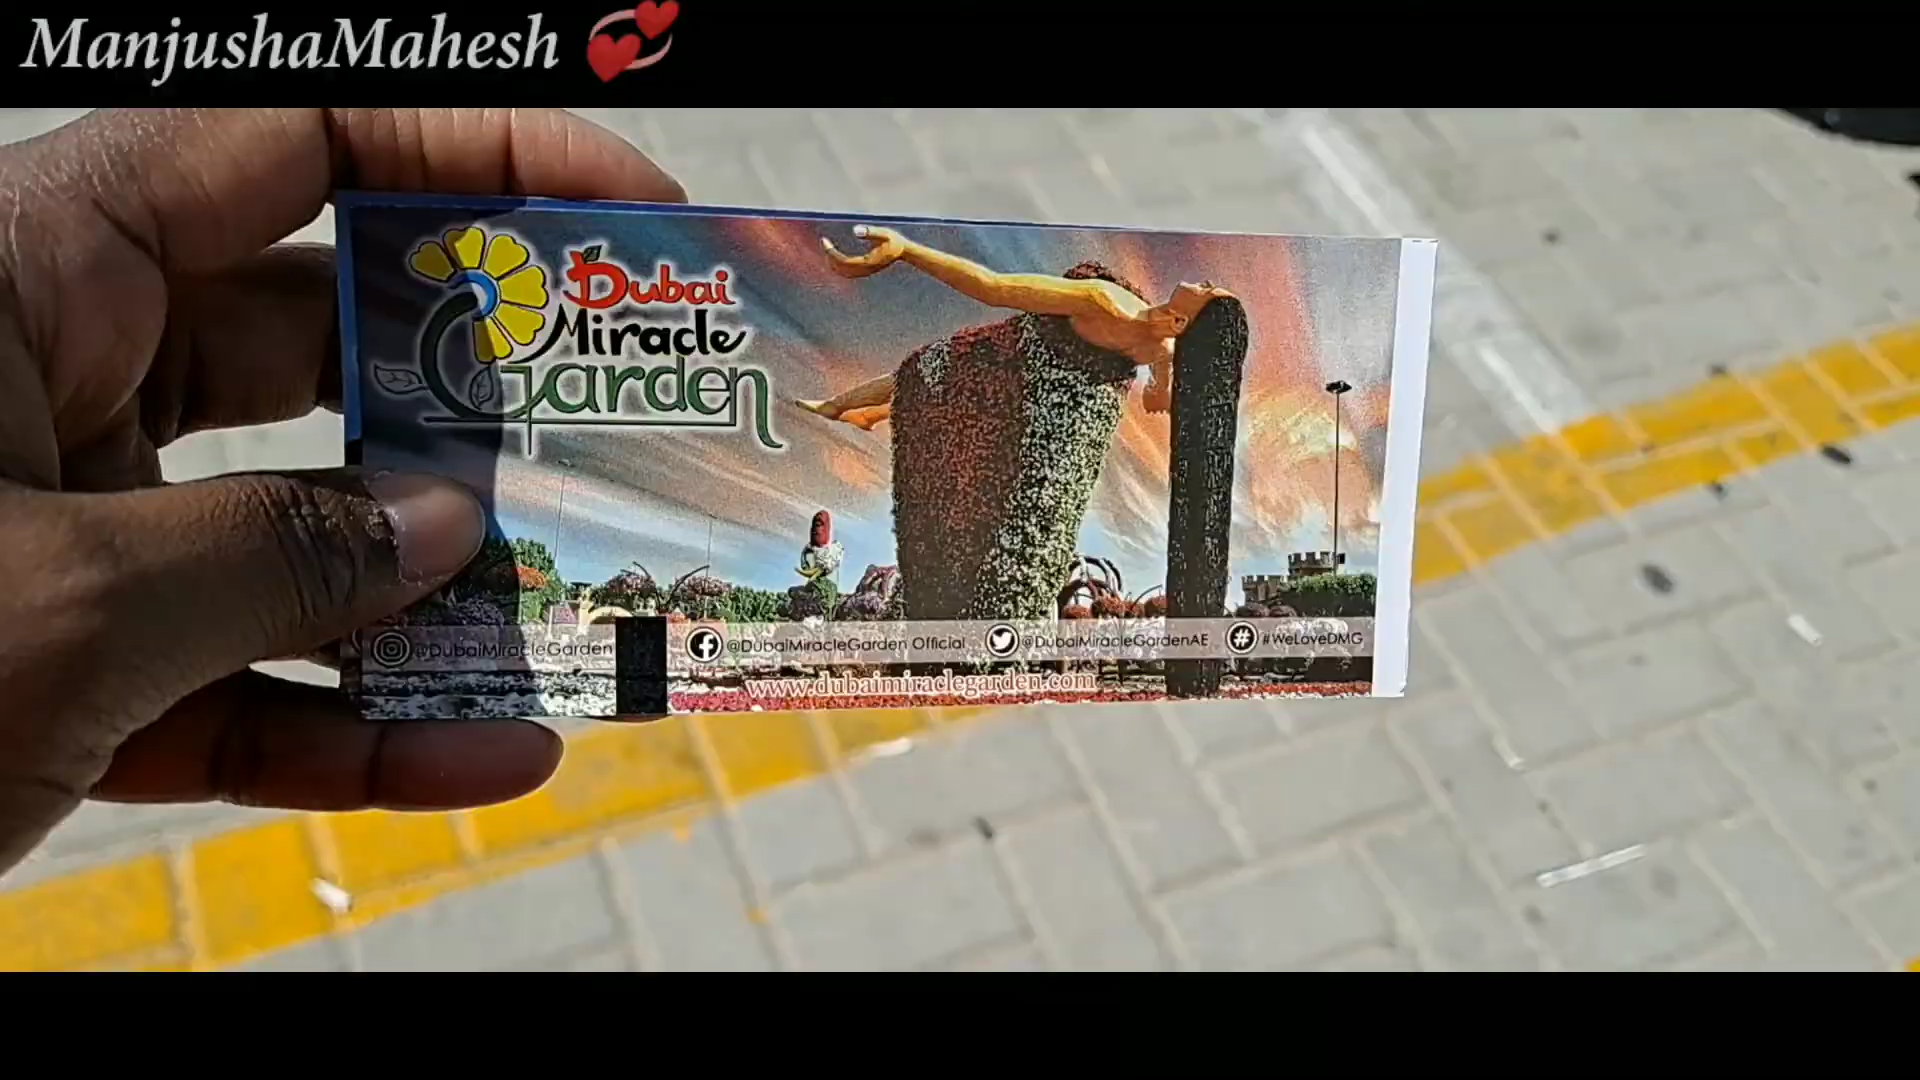 ManjushaMahesh 💞
Dubai
Miracle
Garden
@DubaiMiracleGarden @DubaiMiracleGarden Official @DubaiMiracleGardenAE #WeLoveDMG
www.dubaimiraclegarden.com